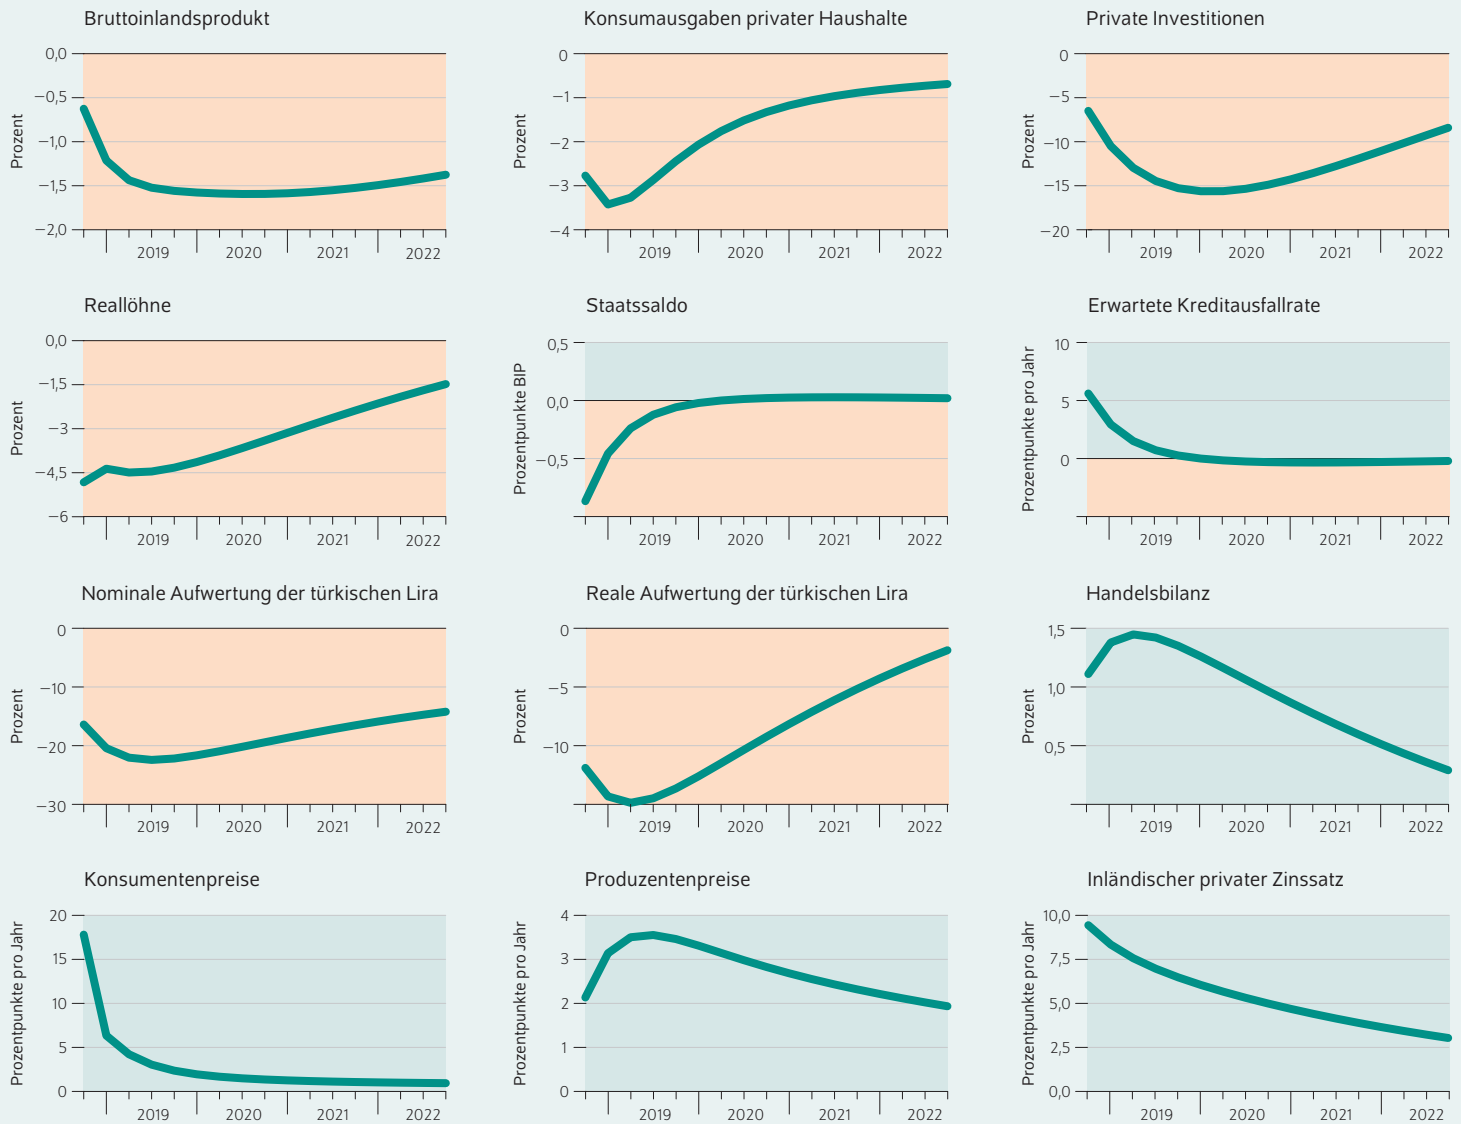 Bruttoinlandsprodukt
Prozent
0,0
−0,5
−1,0
−1,5
−2,0
2019 2020 2021 2022
Konsumausgaben privater Haushalte
Prozent
0
−1
−2
−3
−4
2019 2020 2021 2022
Private Investitionen
Prozent
0
−5
−10
−15
−20
2019 2020 2021 2022
Reallöhne
Prozent
0,0
−1,5
−3
−4,5
−6
2019 2020 2021 2022
Staatssaldo
Prozentpunkte BIP
0,5
0,0
−0,5
2019 2020 2021 2022
Erwartete Kreditausfallrate
Prozentpunkte pro Jahr
10
5
0
2019 2020 2021 2022
Nominale Aufwertung der türkischen Lira
Prozent
0
−10
−20
−30
2019 2020 2021 2022
Reale Aufwertung der türkischen Lira
Prozent
0
−5
−10
2019 2020 2021 2022
Handelsbilanz
Prozent
1,5
1,0
0,5
2019 2020 2021 2022
Konsumentenpreise
Prozentpunkte pro Jahr
20
15
10
5
0
2019 2020 2021 2022
Produzentenpreise
Prozentpunkte pro Jahr
4
3
2
1
0
2019 2020 2021 2022
Inländischer privater Zinssatz
Prozentpunkte pro Jahr
10,0
7,5
5,0
2,5
0,0
2019 2020 2021 2022